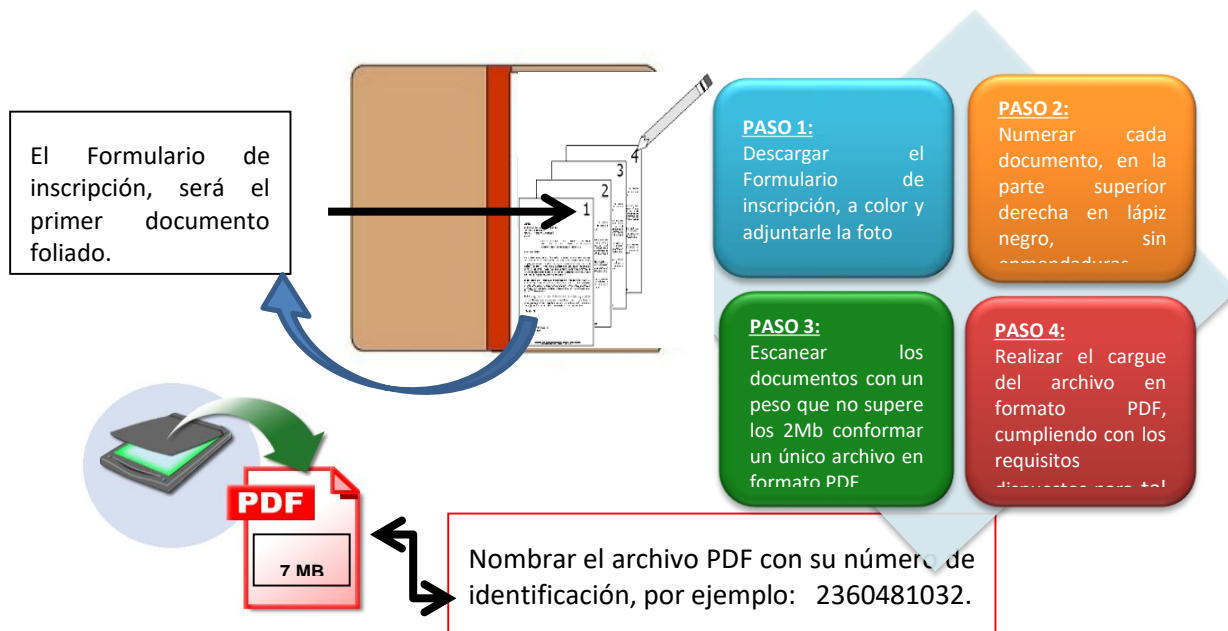 El Formulario de
inscripción, será el
primer documento
foliado.
1
2
3
4
PASO 1:
Descargar el
Formulario de
inscripción, a color y
adjuntarle la foto
PASO 2:
Numerar cada
documento, en la
parte superior
derecha en lápiz
negro, sin
enmendaduras
PASO 3:
Escanear los
documentos con un
peso que no supere
los 2Mb conformar
un único archivo en
formato PDF
PASO 4:
Realizar el cargue
del archivo en
formato PDF,
cumpliendo con los
requisitos
dispuestos para tal
PDF
7 MB
Nombrar el archivo PDF con su número de
identificación, por ejemplo: 2360481032.